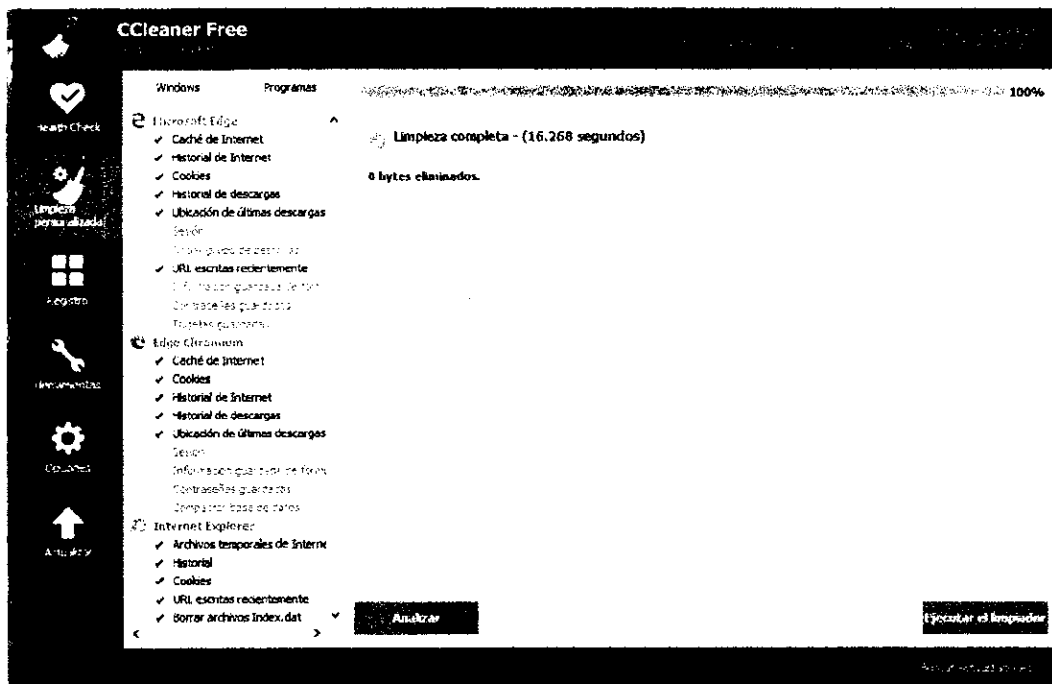 CCleaner Free
Health Check
Limpieza
personalizada
Registro
Herramientas
Opciones
Actualizar
Windows Programas
Microsoft Edge
Caché de Internet
Historial de Internet
Cookies
Historial de descargas
Ubicación de últimas descargas
Sesión
URL escritas recientemente
Contraseñas guardadas
Tarjetas guardadas
Edge Chromium
Caché de Internet
Cookies
Historial de Internet
Historial de descargas
Ubicación de últimas descargas
Sesión
Información guardada de form
Contraseñas guardadas
Compactar base de datos
Internet Explorer
Archivos temporales de Interne
Historial
Cookies
URL escritas recientemente
Borrar archivos Index.dat
100%
Limpieza completa - (16.268 segundos)
0 bytes eliminados.
Analizar
Ejecutar el limpiador